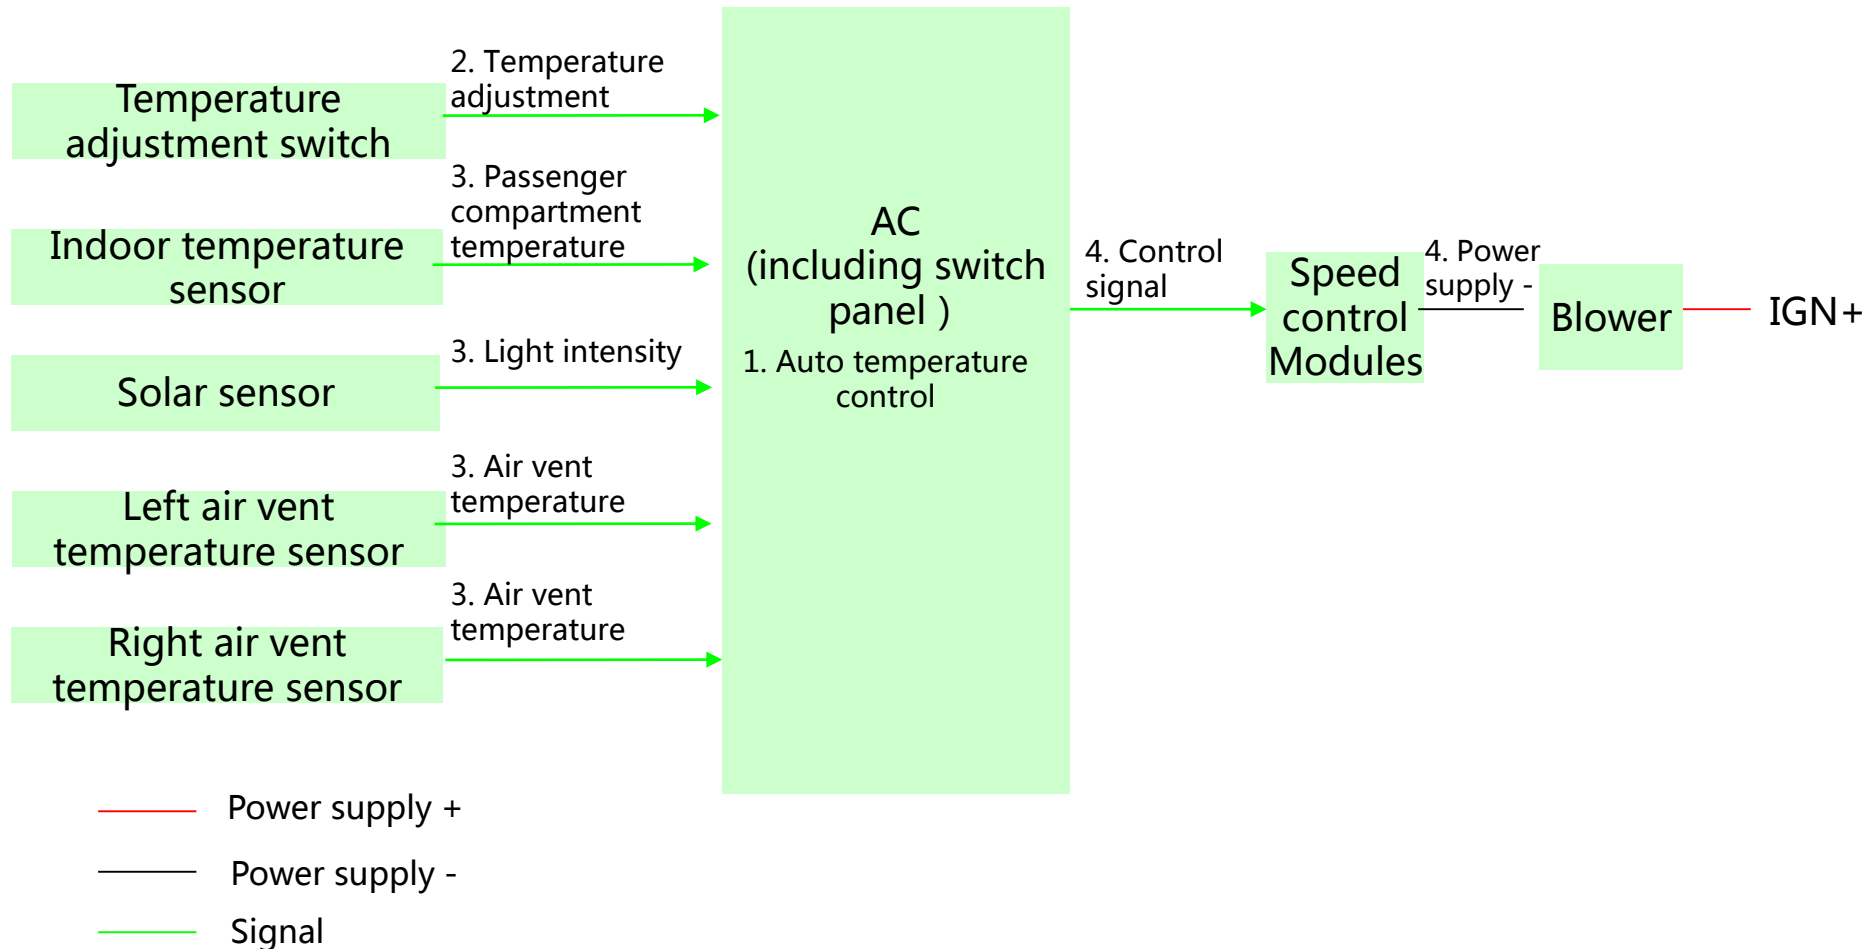 2. Temperature
adjustment
Temperature
adjustment switch
3. Passenger
compartment
temperature
Indoor temperature
sensor
3. Light intensity
Solar sensor
3. Air vent
temperature
Left air vent
temperature sensor
3. Air vent
temperature
Right air vent
temperature sensor
AC
(including switch
panel )
1. Auto temperature
control
4. Control
signal
Speed
control
Modules
4. Power
supply -
Blower
IGN+
Power supply +
Power supply -
Signal